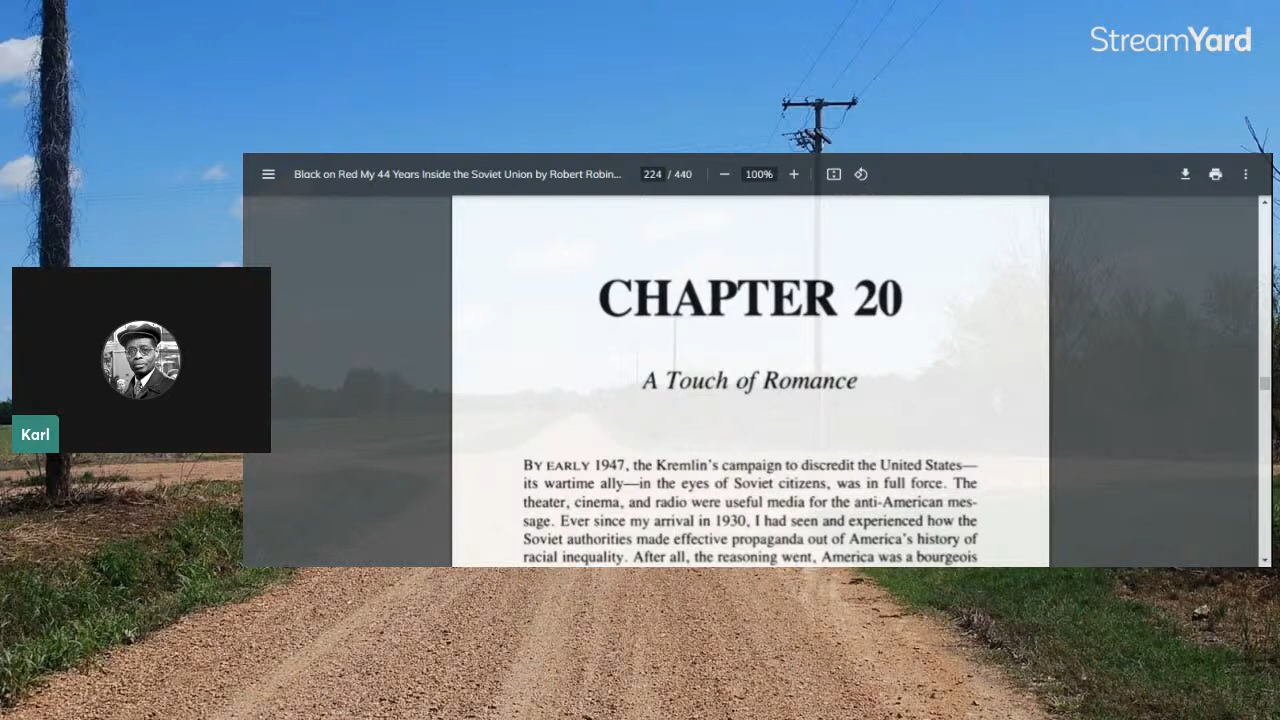 StreamYard
Black on Red My 44 Years Inside the Soviet Union by Robert Robin...
224 / 440
100%
CHAPTER 20
A Touch of Romance
Karl
BY EARLY 1947, the Kremlin's campaign to discredit the United States—
its wartime ally—in the eyes of Soviet citizens, was in full force. The
theater, cinema, and radio were useful media for the anti-American mes-
sage. Ever since my arrival in 1930, I had seen and experienced how the
Soviet authorities made effective propaganda out of America's history of
racial inequality. After all, the reasoning went, America was a bourgeois